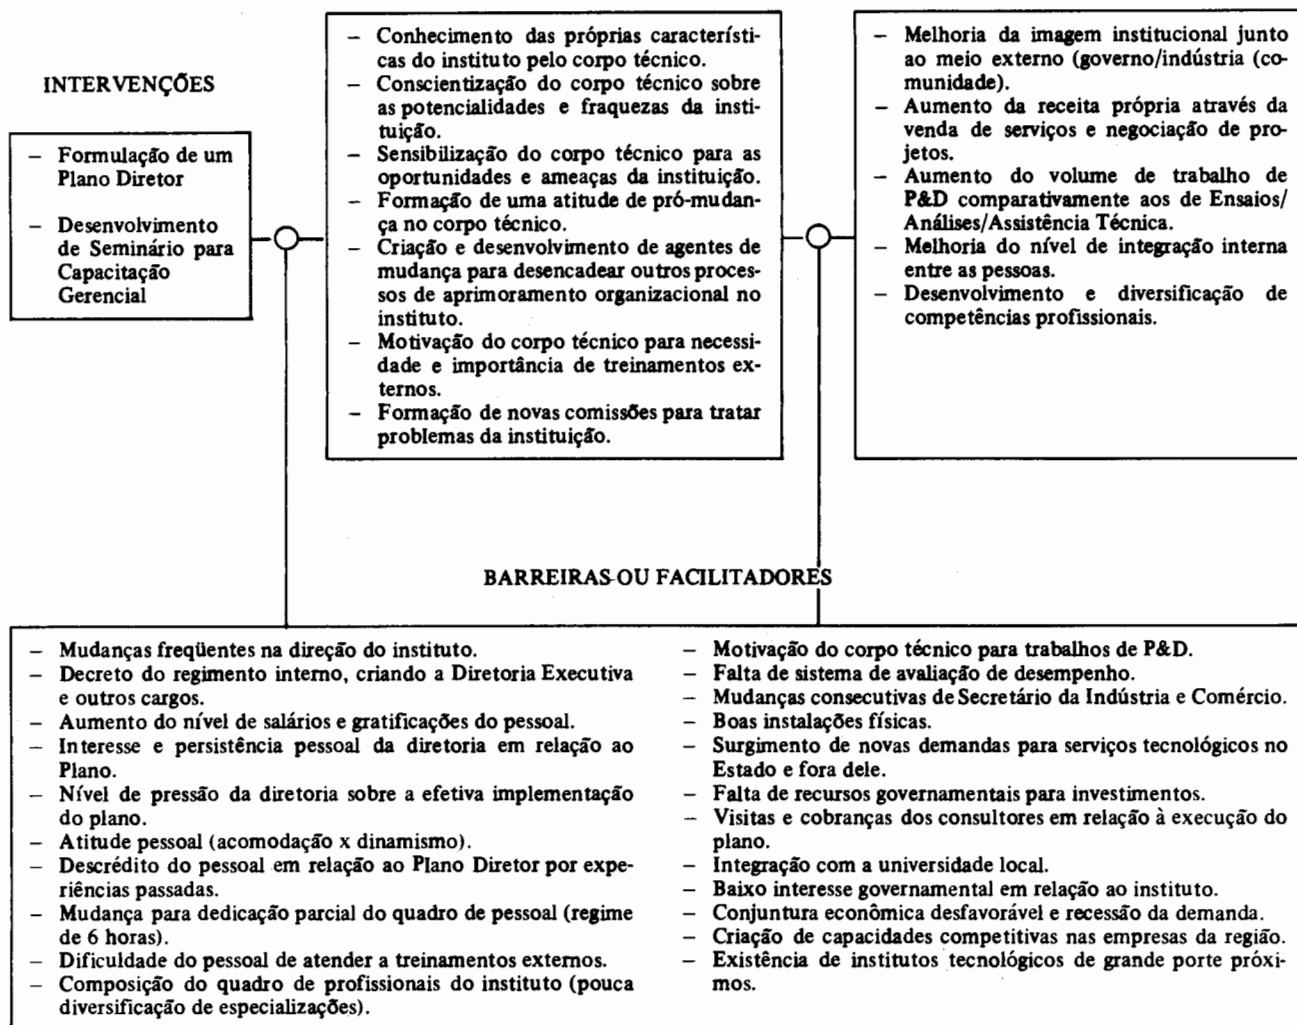 INTERVENÇÕES
– Formulação de um
Plano Diretor
– Desenvolvimento
de Seminário para
Capacitação
Gerencial
– Conhecimento das próprias característi-
cas do instituto pelo corpo técnico.
– Conscientização do corpo técnico sobre
as potencialidades e fraquezas da insti-
tuição.
– Sensibilização do corpo técnico para as
oportunidades e ameaças da instituição.
– Formação de uma atitude de pró-mudan-
ça no corpo técnico.
– Criação e desenvolvimento de agentes de
mudança para desencadear outros proces-
sos de aprimoramento organizacional no
instituto.
– Motivação do corpo técnico para necessi-
dade e importância de treinamentos ex-
ternos.
– Formação de novas comissões para tratar
problemas da instituição.
– Melhoria da imagem institucional junto
ao meio externo (governo/indústria (co-
munidade).
– Aumento da receita própria através da
venda de serviços e negociação de pro-
jetos.
– Aumento do volume de trabalho de
P&D comparativamente aos de Ensaios/
Análises/Assistência Técnica.
– Melhoria do nível de integração interna
entre as pessoas.
– Desenvolvimento e diversificação de
competências profissionais.
BARREIRAS OU FACILITADORES
– Mudanças freqüentes na direção do instituto.
– Decreto do regimento interno, criando a Diretoria Executiva
e outros cargos.
– Aumento do nível de salários e gratificações do pessoal.
– Interesse e persistência pessoal da diretoria em relação ao
Plano.
– Nível de pressão da diretoria sobre a efetiva implementação
do plano.
– Atitude pessoal (acomodação x dinamismo).
– Descrédito do pessoal em relação ao Plano Diretor por expe-
riências passadas.
– Mudança para dedicação parcial do quadro de pessoal (regime
de 6 horas).
– Dificuldade do pessoal de atender a treinamentos externos.
– Composição do quadro de profissionais do instituto (pouca
diversificação de especializações).
– Motivação do corpo técnico para trabalhos de P&D.
– Falta de sistema de avaliação de desempenho.
– Mudanças consecutivas de Secretário da Indústria e Comércio.
– Boas instalações físicas.
– Surgimento de novas demandas para serviços tecnológicos no
Estado e fora dele.
– Falta de recursos governamentais para investimentos.
– Visitas e cobranças dos consultores em relação à execução do
plano.
– Integração com a universidade local.
– Baixo interesse governamental em relação ao instituto.
– Conjuntura econômica desfavorável e recessão da demanda.
– Criação de capacidades competitivas nas empresas da região.
– Existência de institutos tecnológicos de grande porte próxi-
mos.